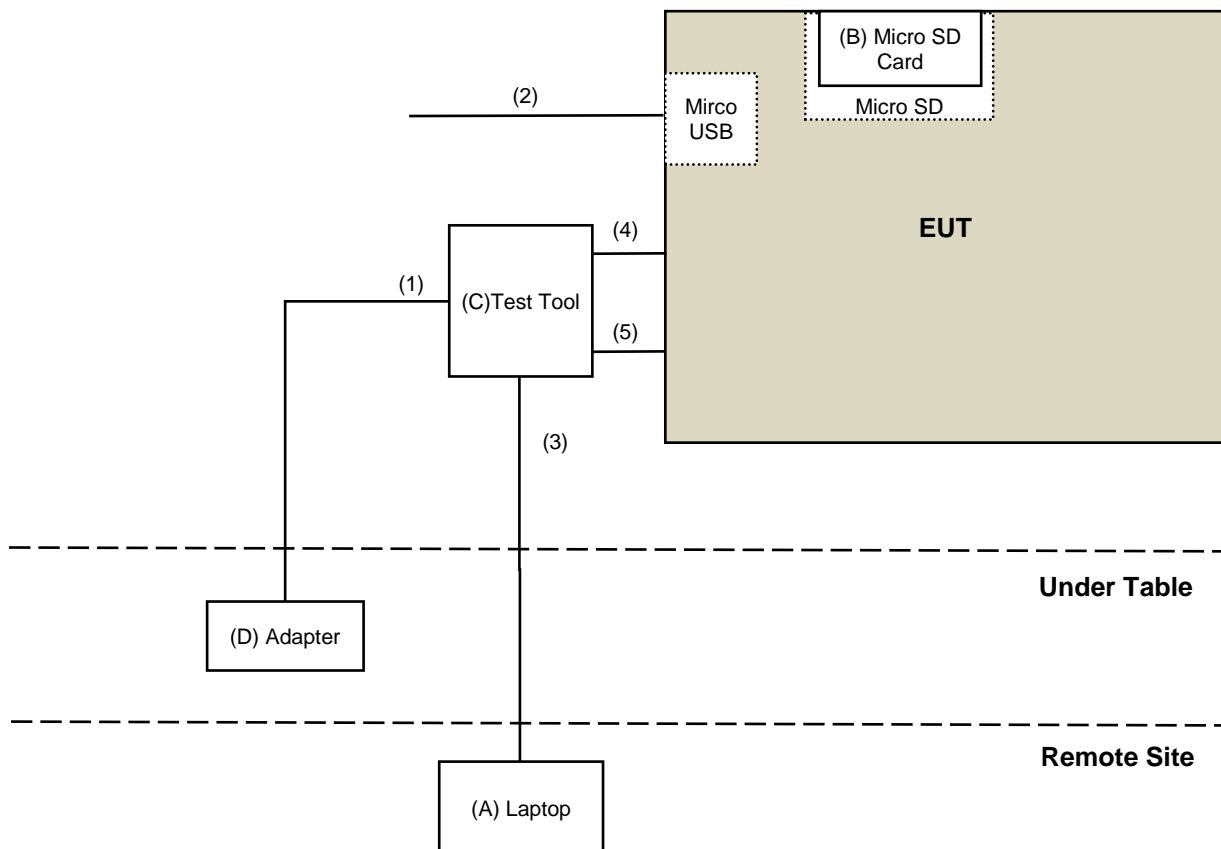 (B) Micro SD
Card
Micro SD
(2)
Mirco
USB
EUT
(4)
(1)
(C)Test Tool
(5)
(3)
Under Table
(D) Adapter
Remote Site
(A) Laptop